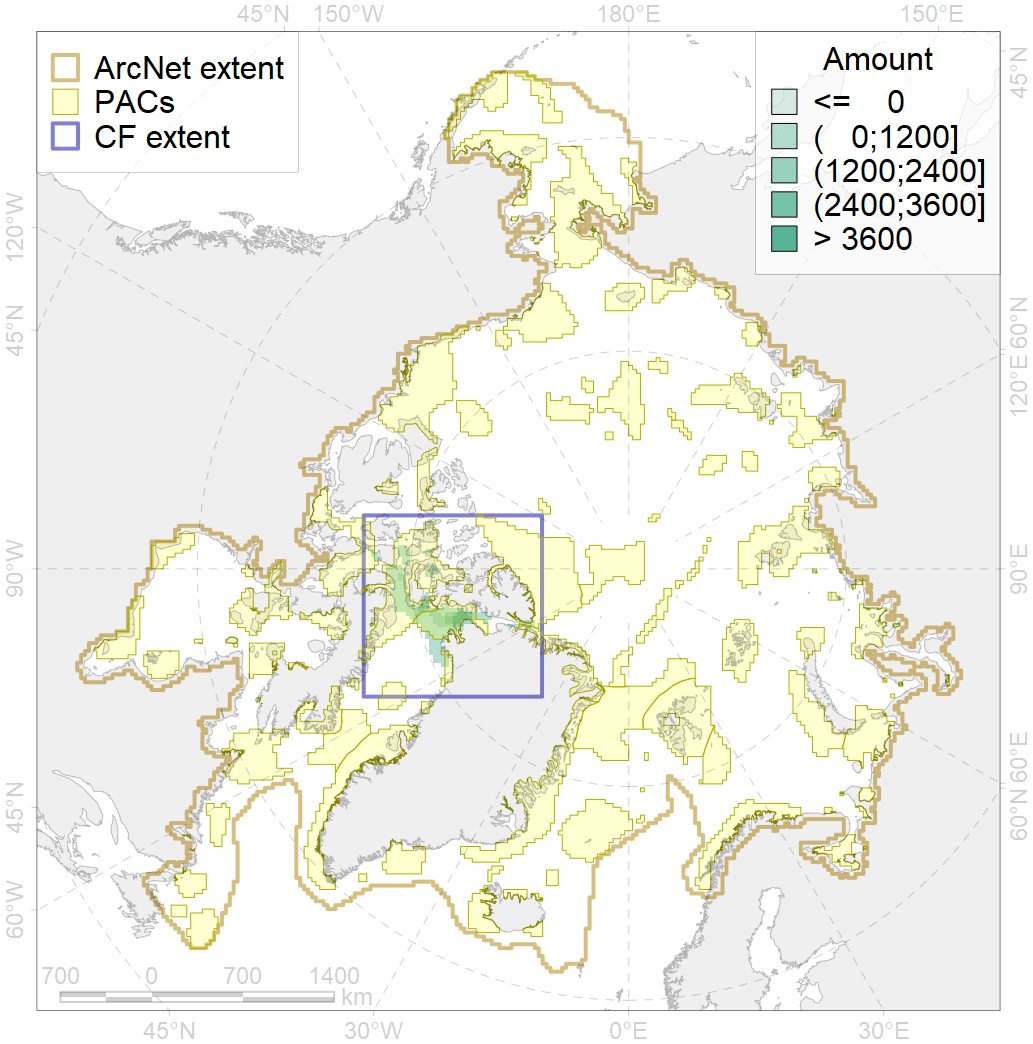 45°N 150°W 180°E 150°E
ArcNet extent
PACs
CF extent
Amount
<= 0
( 0;1200]
(1200;2400]
(2400;3600]
> 3600
45°N
120°W
45°N
60°N
120°E
90°W
90°E
45°N
60°E
60°N
60°W
700 0 700 1400
km
45°N 30°W 0°E 30°E